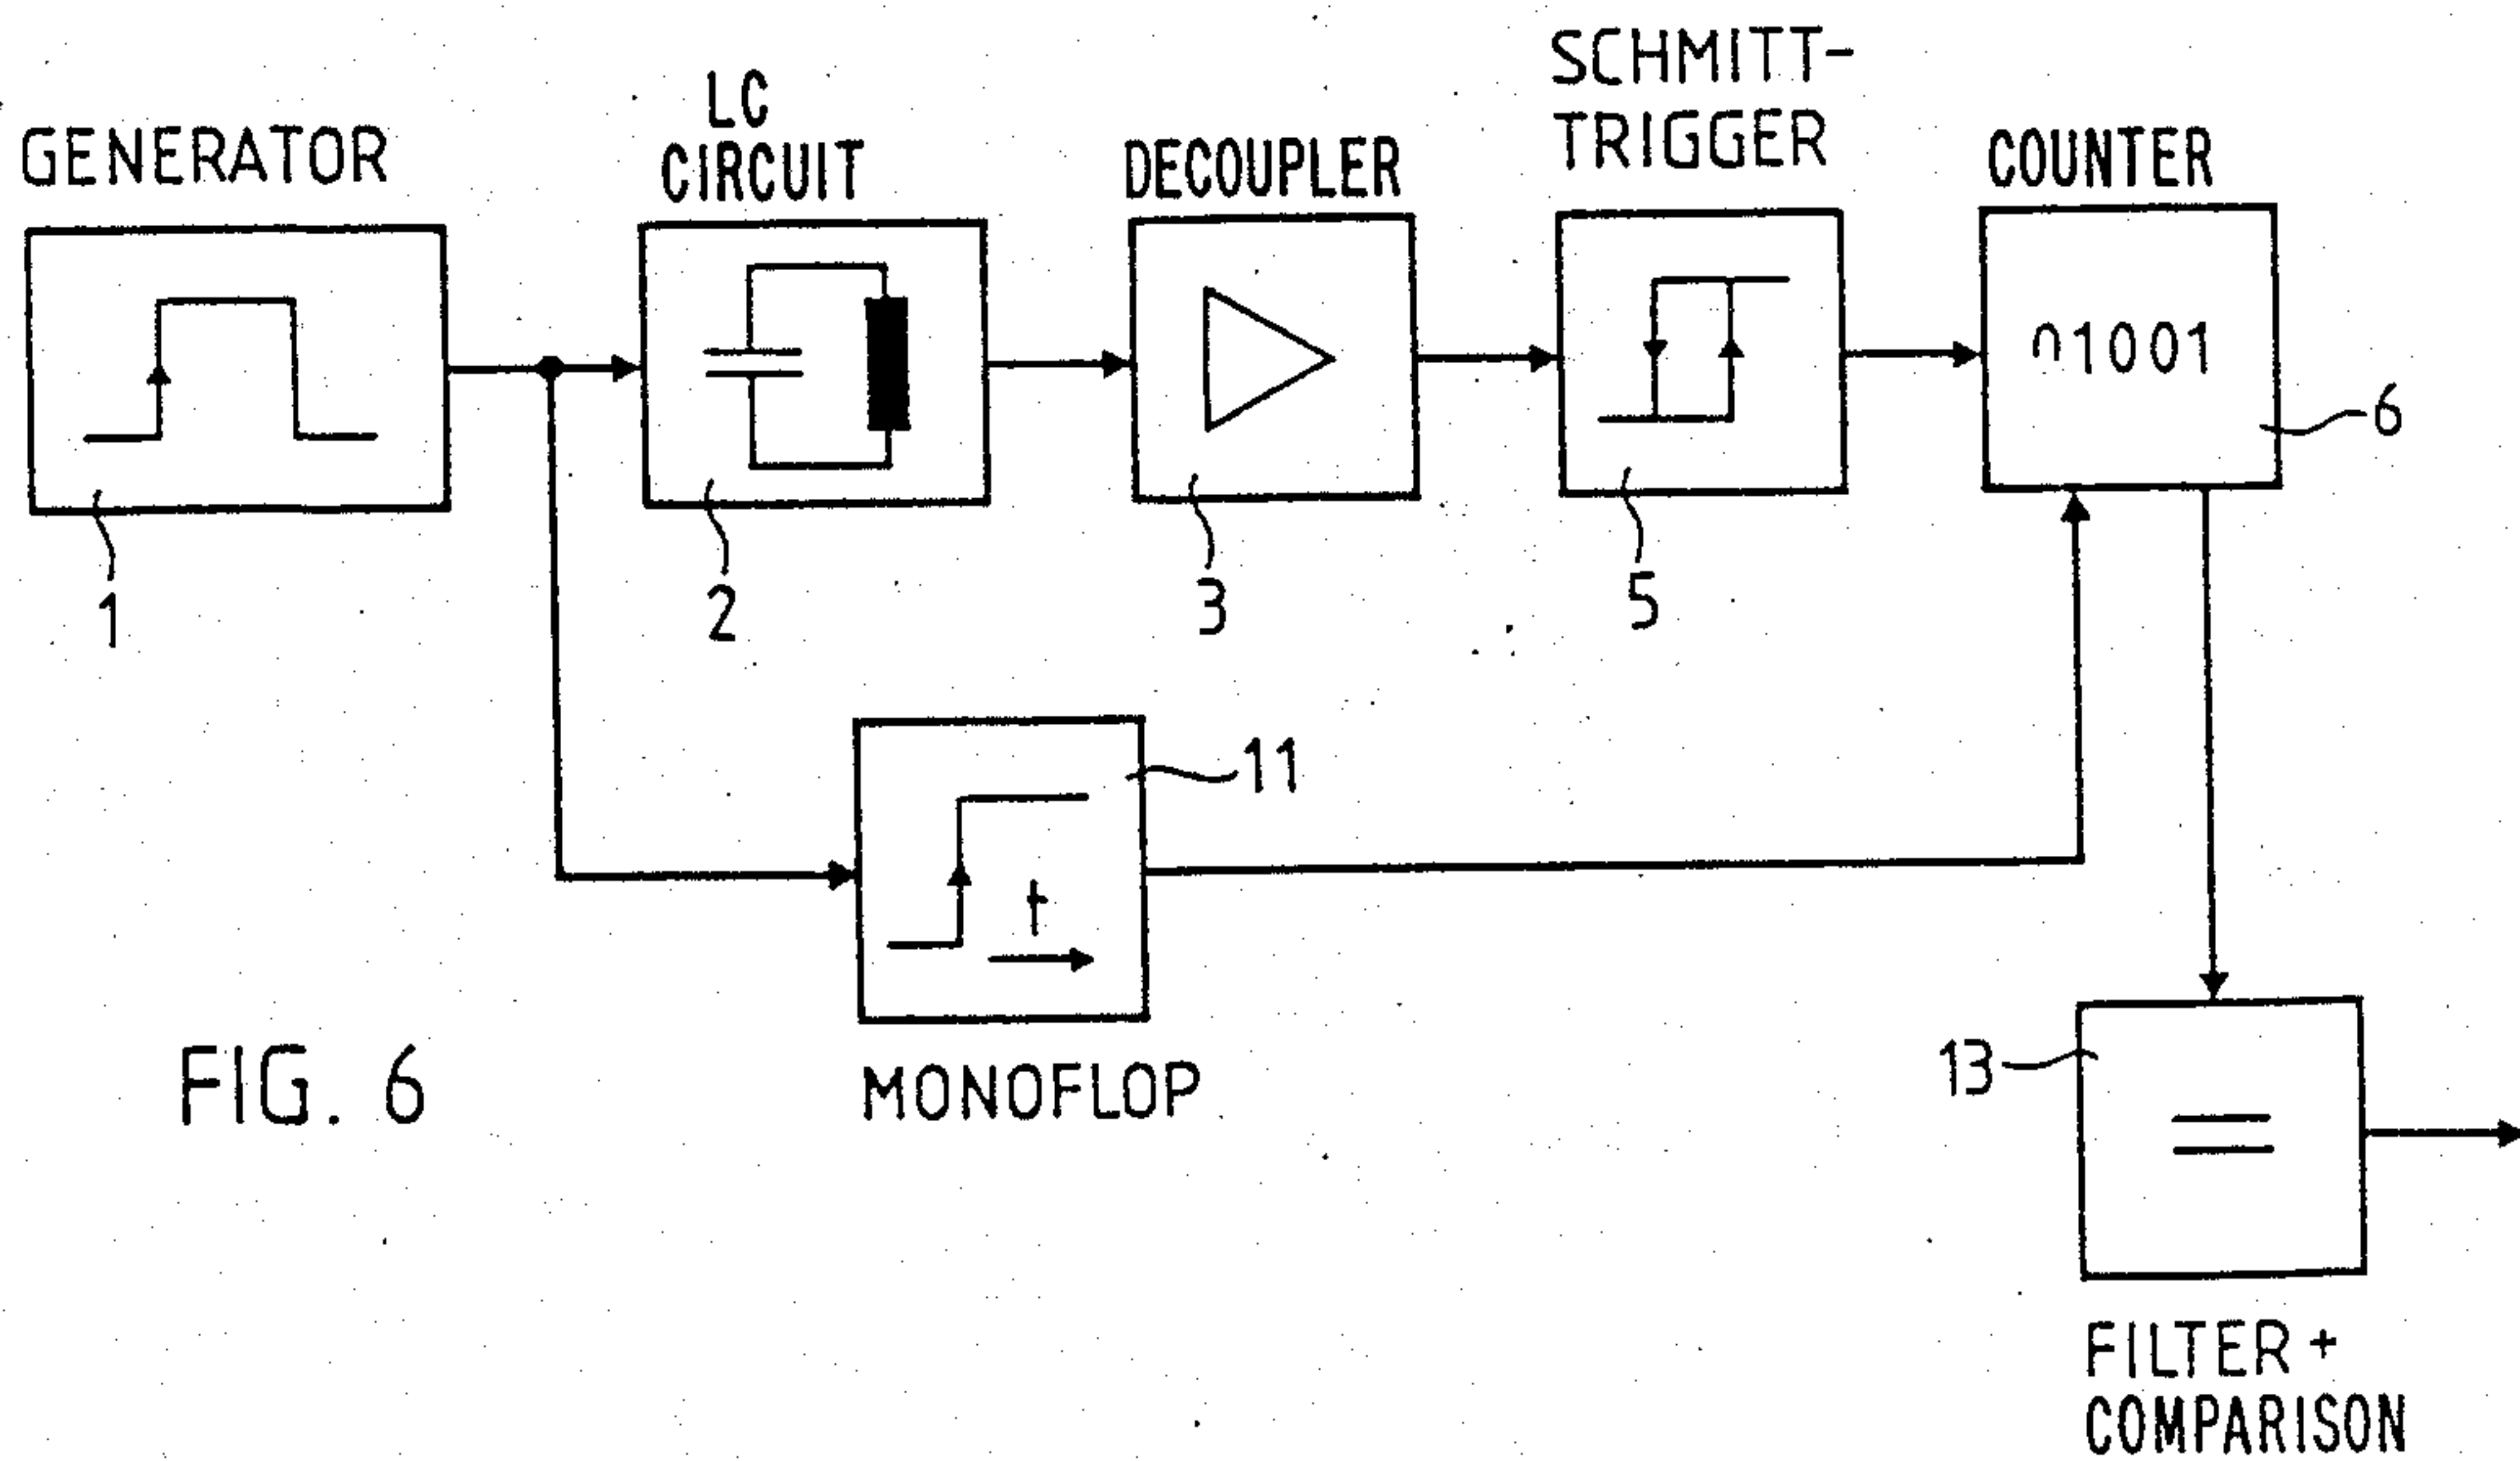 SCHMITT-
TRIGGER
LC
CIRCUIT
GENERATOR
DECOUPLER
COUNTER
n1001
6
1
2
3
5
11
t
MONOFLOP
FIG. 6
13
=
FILTER +
COMPARISON